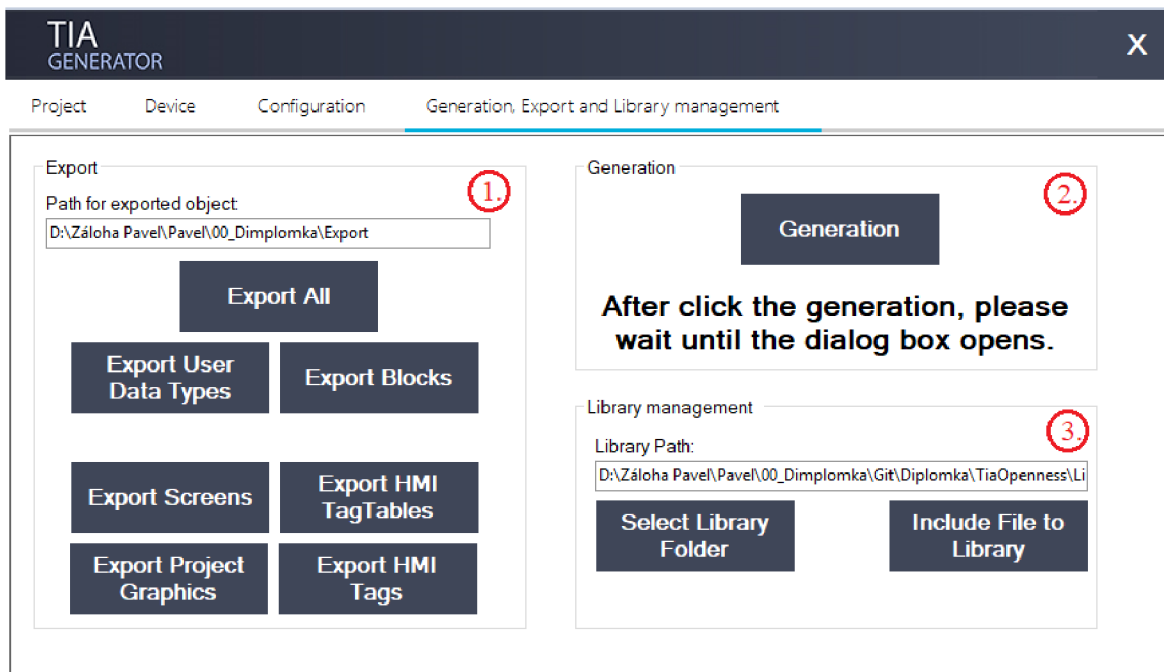 TIA
GENERATOR
X
Project Device Configuration Generation, Export and Library management
Export
1.
Path for exported object:
D:\Záloha Pavel\Pavel\00_Dimplomka\Export
Export All
Export User
Data Types
Export Blocks
Export Screens
Export HMI
TagTables
Export Project
Graphics
Export HMI
Tags
Generation
2.
Generation
After click the generation, please
wait until the dialog box opens.
Library management
3.
Library Path:
D:\Záloha Pavel\Pavel\00_Dimplomka\Git\Diplomka\TiaOpenness\Li
Select Library
Folder
Include File to
Library